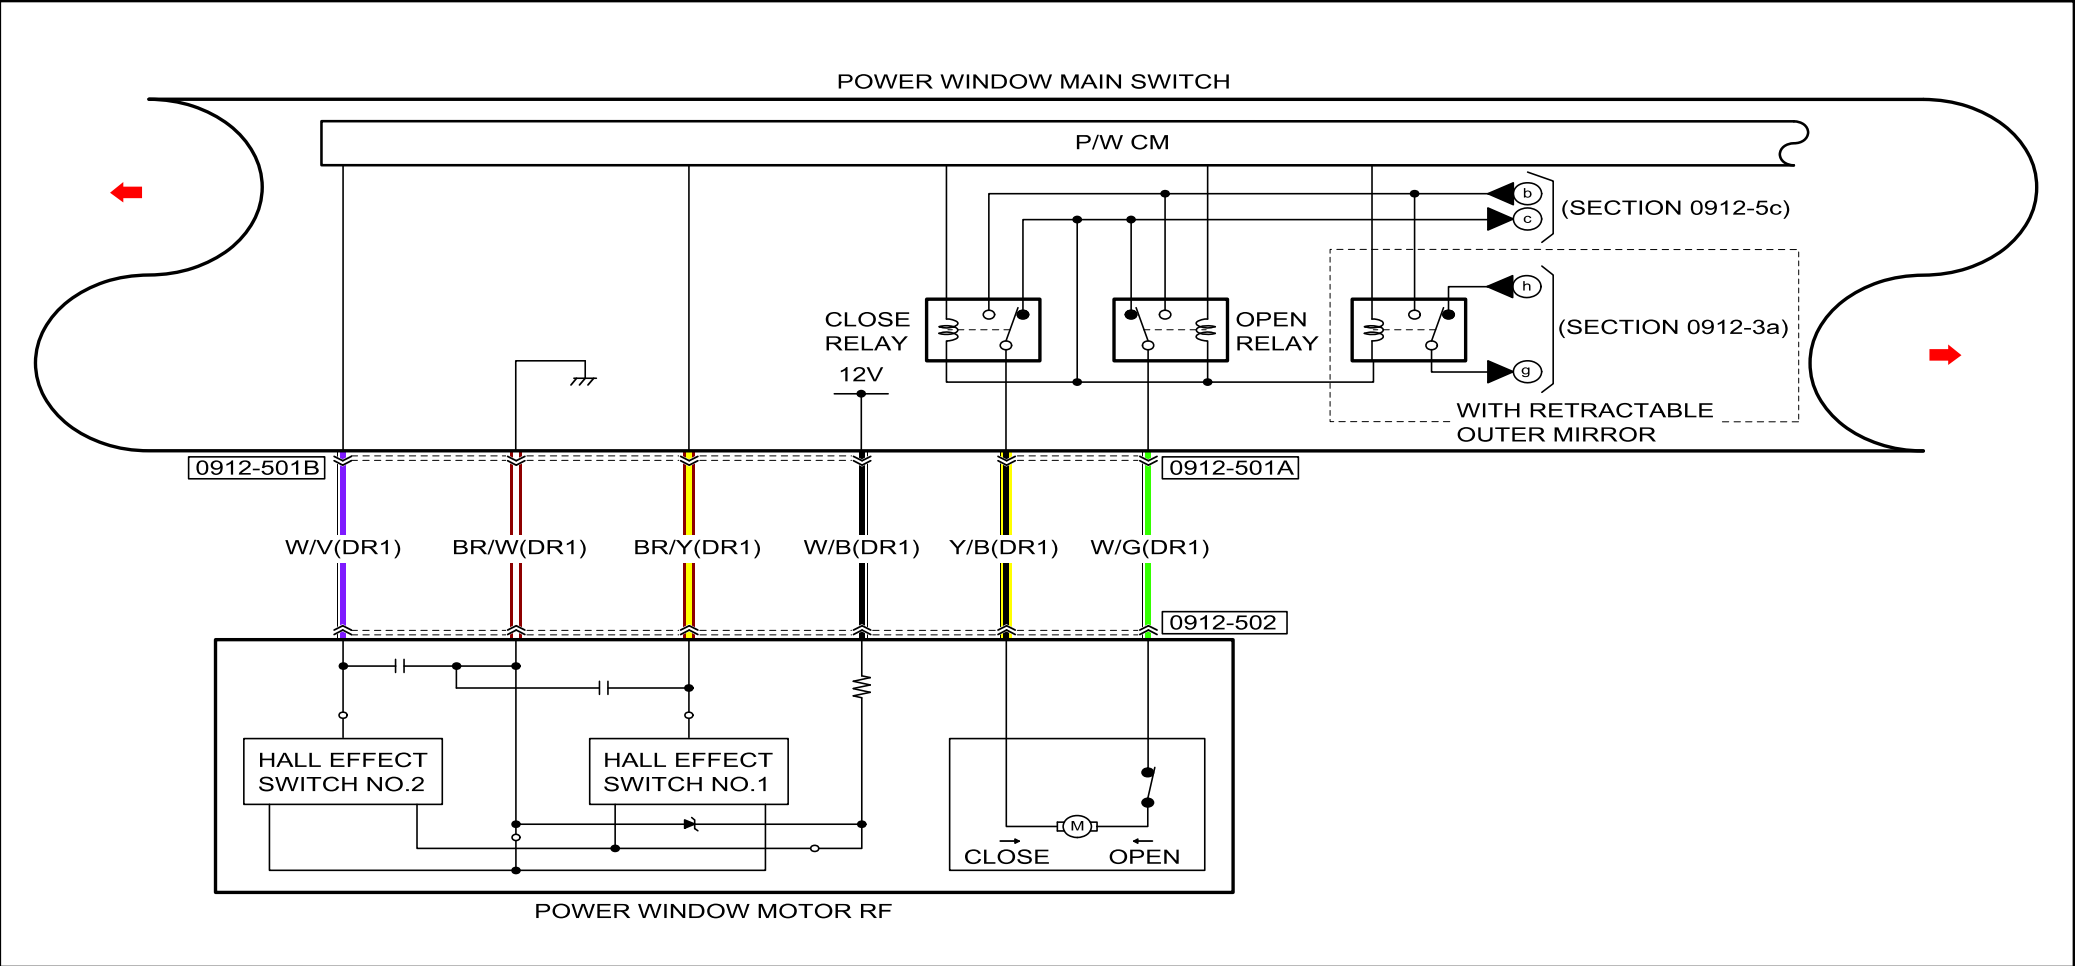 POWER WINDOW MAIN SWITCH
P/W CM
b
c
(SECTION 0912-5c)
h
g
(SECTION 0912-3a)
CLOSE
RELAY
OPEN
RELAY
12V
WITH RETRACTABLE
OUTER MIRROR
0912-501B
0912-501A
W/V(DR1)
BR/W(DR1)
BR/Y(DR1)
W/B(DR1)
Y/B(DR1)
W/G(DR1)
0912-502
HALL EFFECT
SWITCH NO.2
HALL EFFECT
SWITCH NO.1
M
CLOSE
OPEN
POWER WINDOW MOTOR RF